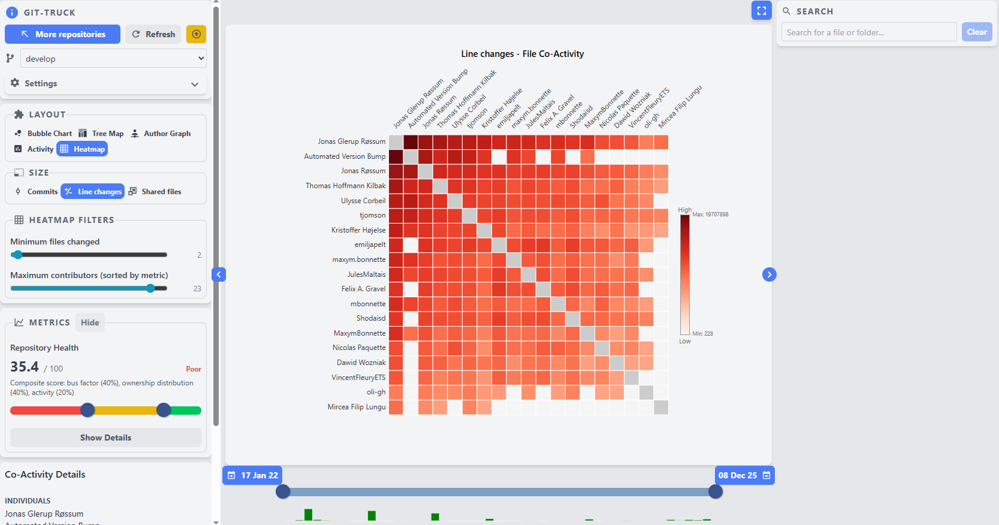 GIT-TRUCK
More repositories
Refresh
develop
Settings
LAYOUT
Bubble Chart
Tree Map
Author Graph
Activity
Heatmap
SIZE
Commits
Line changes
Shared files
HEATMAP FILTERS
Minimum files changed
2
Maximum contributors (sorted by metric)
23
METRICS
Hide
Repository Health
35.4 / 100
Poor
Composite score: bus factor (40%), ownership distribution
(40%), activity (20%)
Show Details
Co-Activity Details
INDIVIDUALS
Jonas Glerup Røssum
Automated Version Bump
Line changes - File Co-Activity
Jonas Glerup Røssum
Automated Version Bump
Jonas Røssum
Thomas Hoffmann Kilbak
Ulysse Corbeil
tjomson
Kristoffer Højelse
emiljapelt
maxym.bonnette
JulesMaltais
Felix A. Gravel
mbonnette
Shodaisd
MaxymBonnette
Nicolas Paquette
Dawid Wozniak
VincentFleuryETS
oli-gh
Mircea Filip Lungu
Jonas Glerup Røssum
Automated Version Bump
Jonas Røssum
Thomas Hoffmann Kilbak
Ulysse Corbeil
tjomson
Kristoffer Højelse
emiljapelt
maxym.bonnette
JulesMaltais
Felix A. Gravel
mbonnette
Shodaisd
MaxymBonnette
Nicolas Paquette
Dawid Wozniak
VincentFleuryETS
oli-gh
Mircea Filip Lungu
High
Max: 19707898
Min: 228
Low
17 Jan 22
08 Dec 25
SEARCH
Search for a file or folder...
Clear